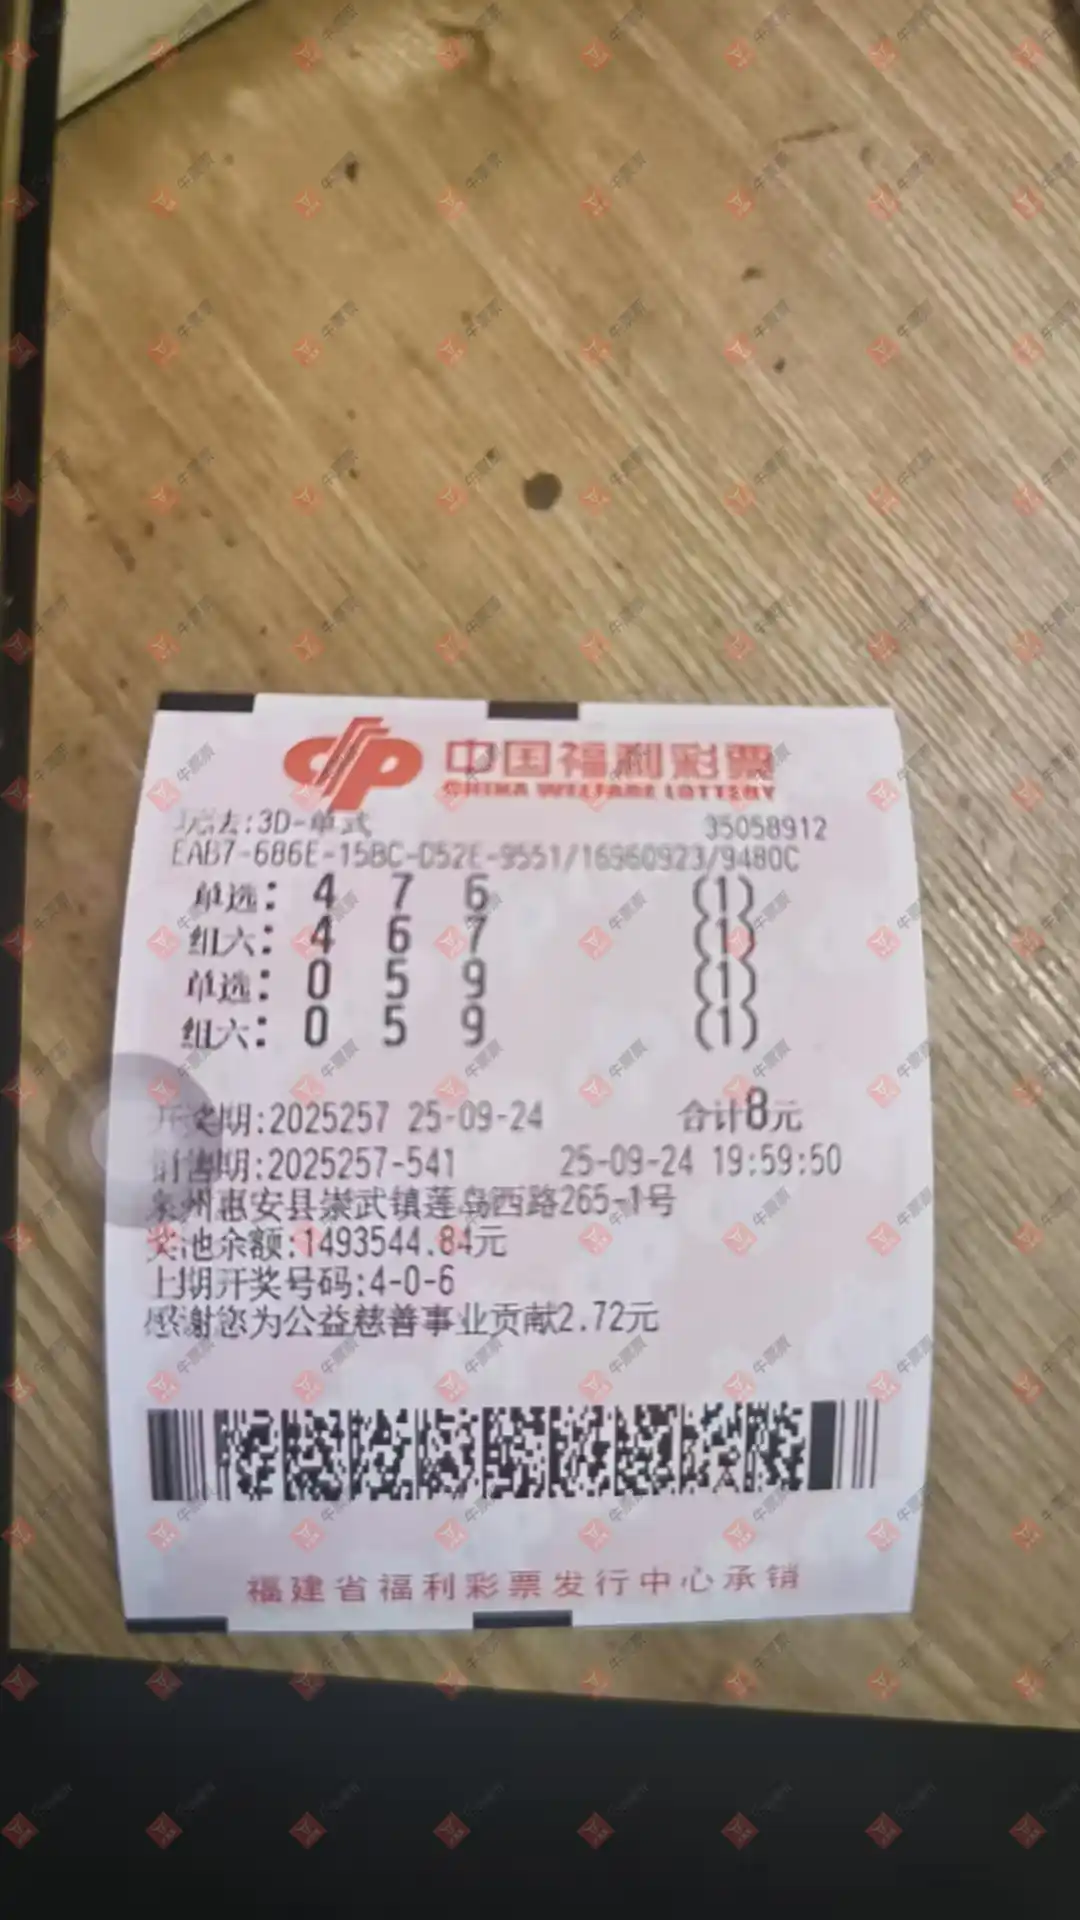 中国福利彩票
CHINA WELFARE LOTTERY
玩法:3D-单式 35058912
EAB7-686E-15BC-D52E-9551/16960923/9480C
单选: 4 7 6 (1)
组六: 4 6 7 (1)
单选: 0 5 9 (1)
组六: 0 5 9 (1)
开奖期:2025257 25-09-24 合计8元
销售期:2025257-541 25-09-24 19:59:50
泉州惠安县崇武镇莲岛西路265-1号
奖池余额:1493544.84元
上期开奖号码:4-0-6
感谢您为公益慈善事业贡献2.72元
福建省福利彩票发行中心承销